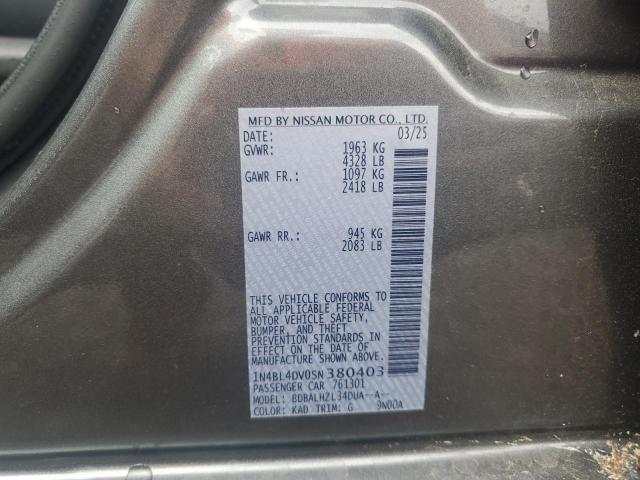 MFD BY NISSAN MOTOR CO., LTD.
DATE: 03/25
GVWR: 1963 KG
4328 LB
GAWR FR.: 1097 KG
2418 LB
GAWR RR.: 945 KG
2083 LB
THIS VEHICLE CONFORMS TO
ALL APPLICABLE FEDERAL
MOTOR VEHICLE SAFETY,
BUMPER, AND THEFT
PREVENTION STANDARDS IN
EFFECT ON THE DATE OF
MANUFACTURE SHOWN ABOVE.
1N4BL4DV0SN380403
PASSENGER CAR 761301
MODEL: BDBALHZL34DUA--A--
COLOR: KAD TRIM: G 9N00A